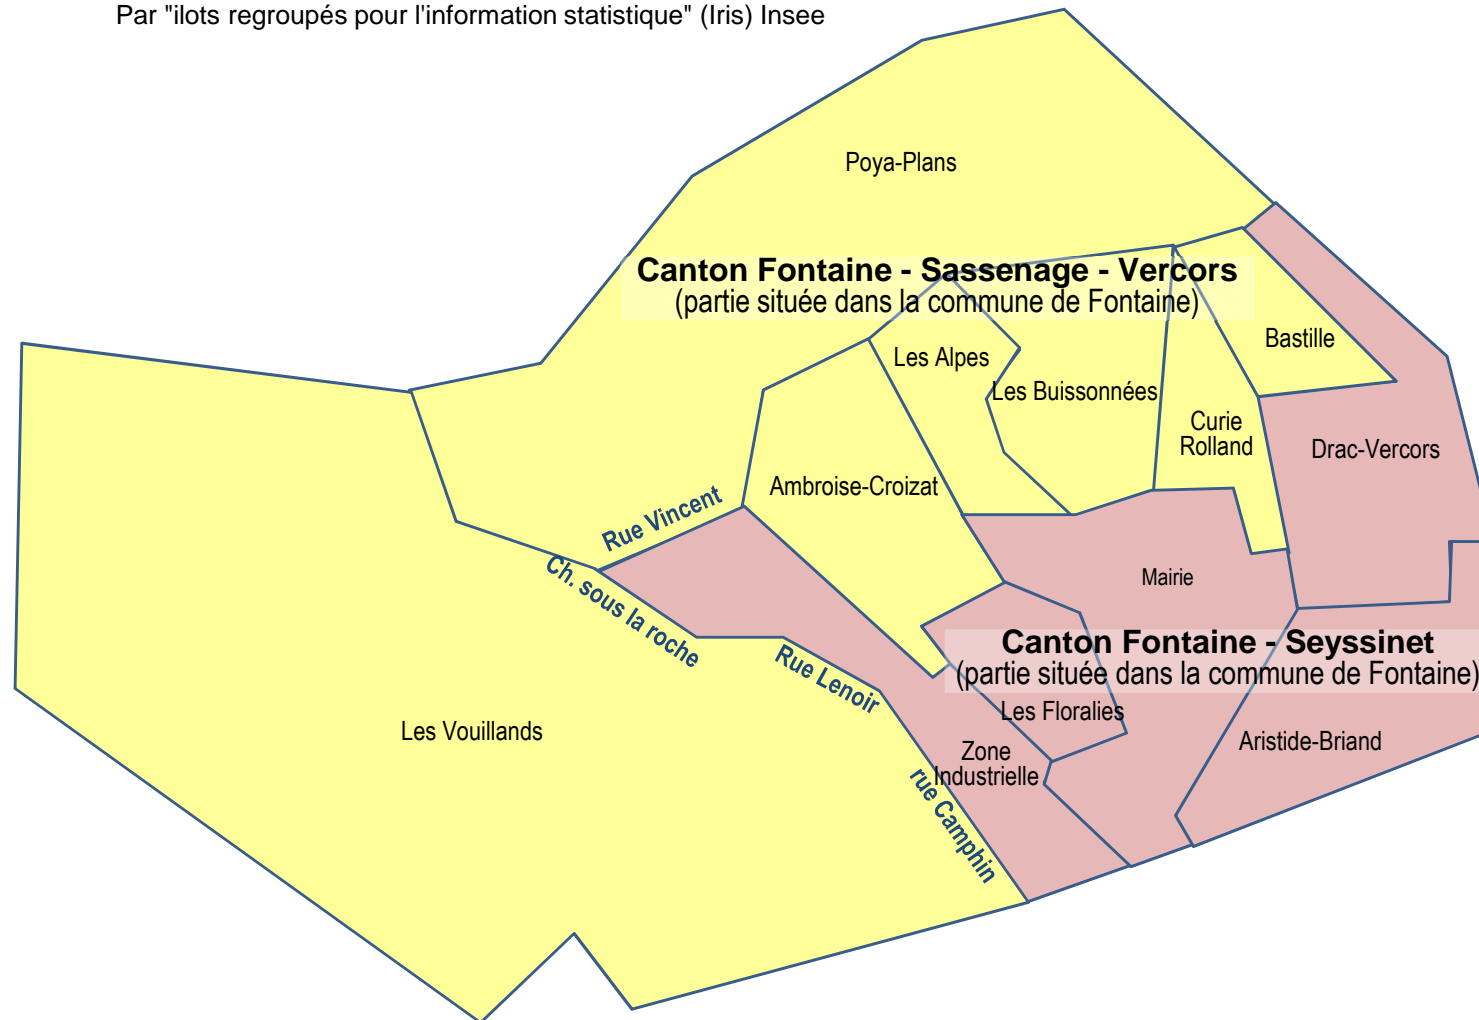 Par "ilots regroupés pour l'information statistique" (Iris) Insee
Poya-Plans
Canton Fontaine - Sassenage - Vercors
(partie située dans la commune de Fontaine)
Bastille
Les Alpes
Les Buissonnées
Curie
Rolland
Drac-Vercors
Ambroise-Croizat
Rue Vincent
Ch. sous la roche
Mairie
Canton Fontaine - Seyssinet
(partie située dans la commune de Fontaine)
Rue Lenoir
Les Floralies
Les Vouillands
Zone
Industrielle
Aristide-Briand
rue Camphin